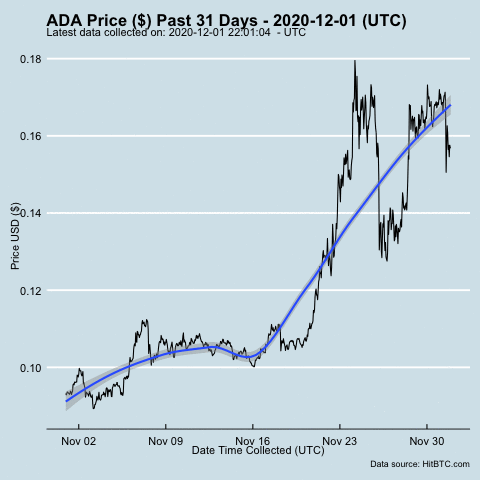 ADA Price ($) Past 31 Days - 2020-12-01 (UTC)
Latest data collected on: 2020-12-01 22:01:04  - UTC
0.18
0.16
0.14
0.12
0.10
Price USD ($)
Nov 02 Nov 09 Nov 16 Nov 23 Nov 30
Date Time Collected (UTC)
Data source: HitBTC.com